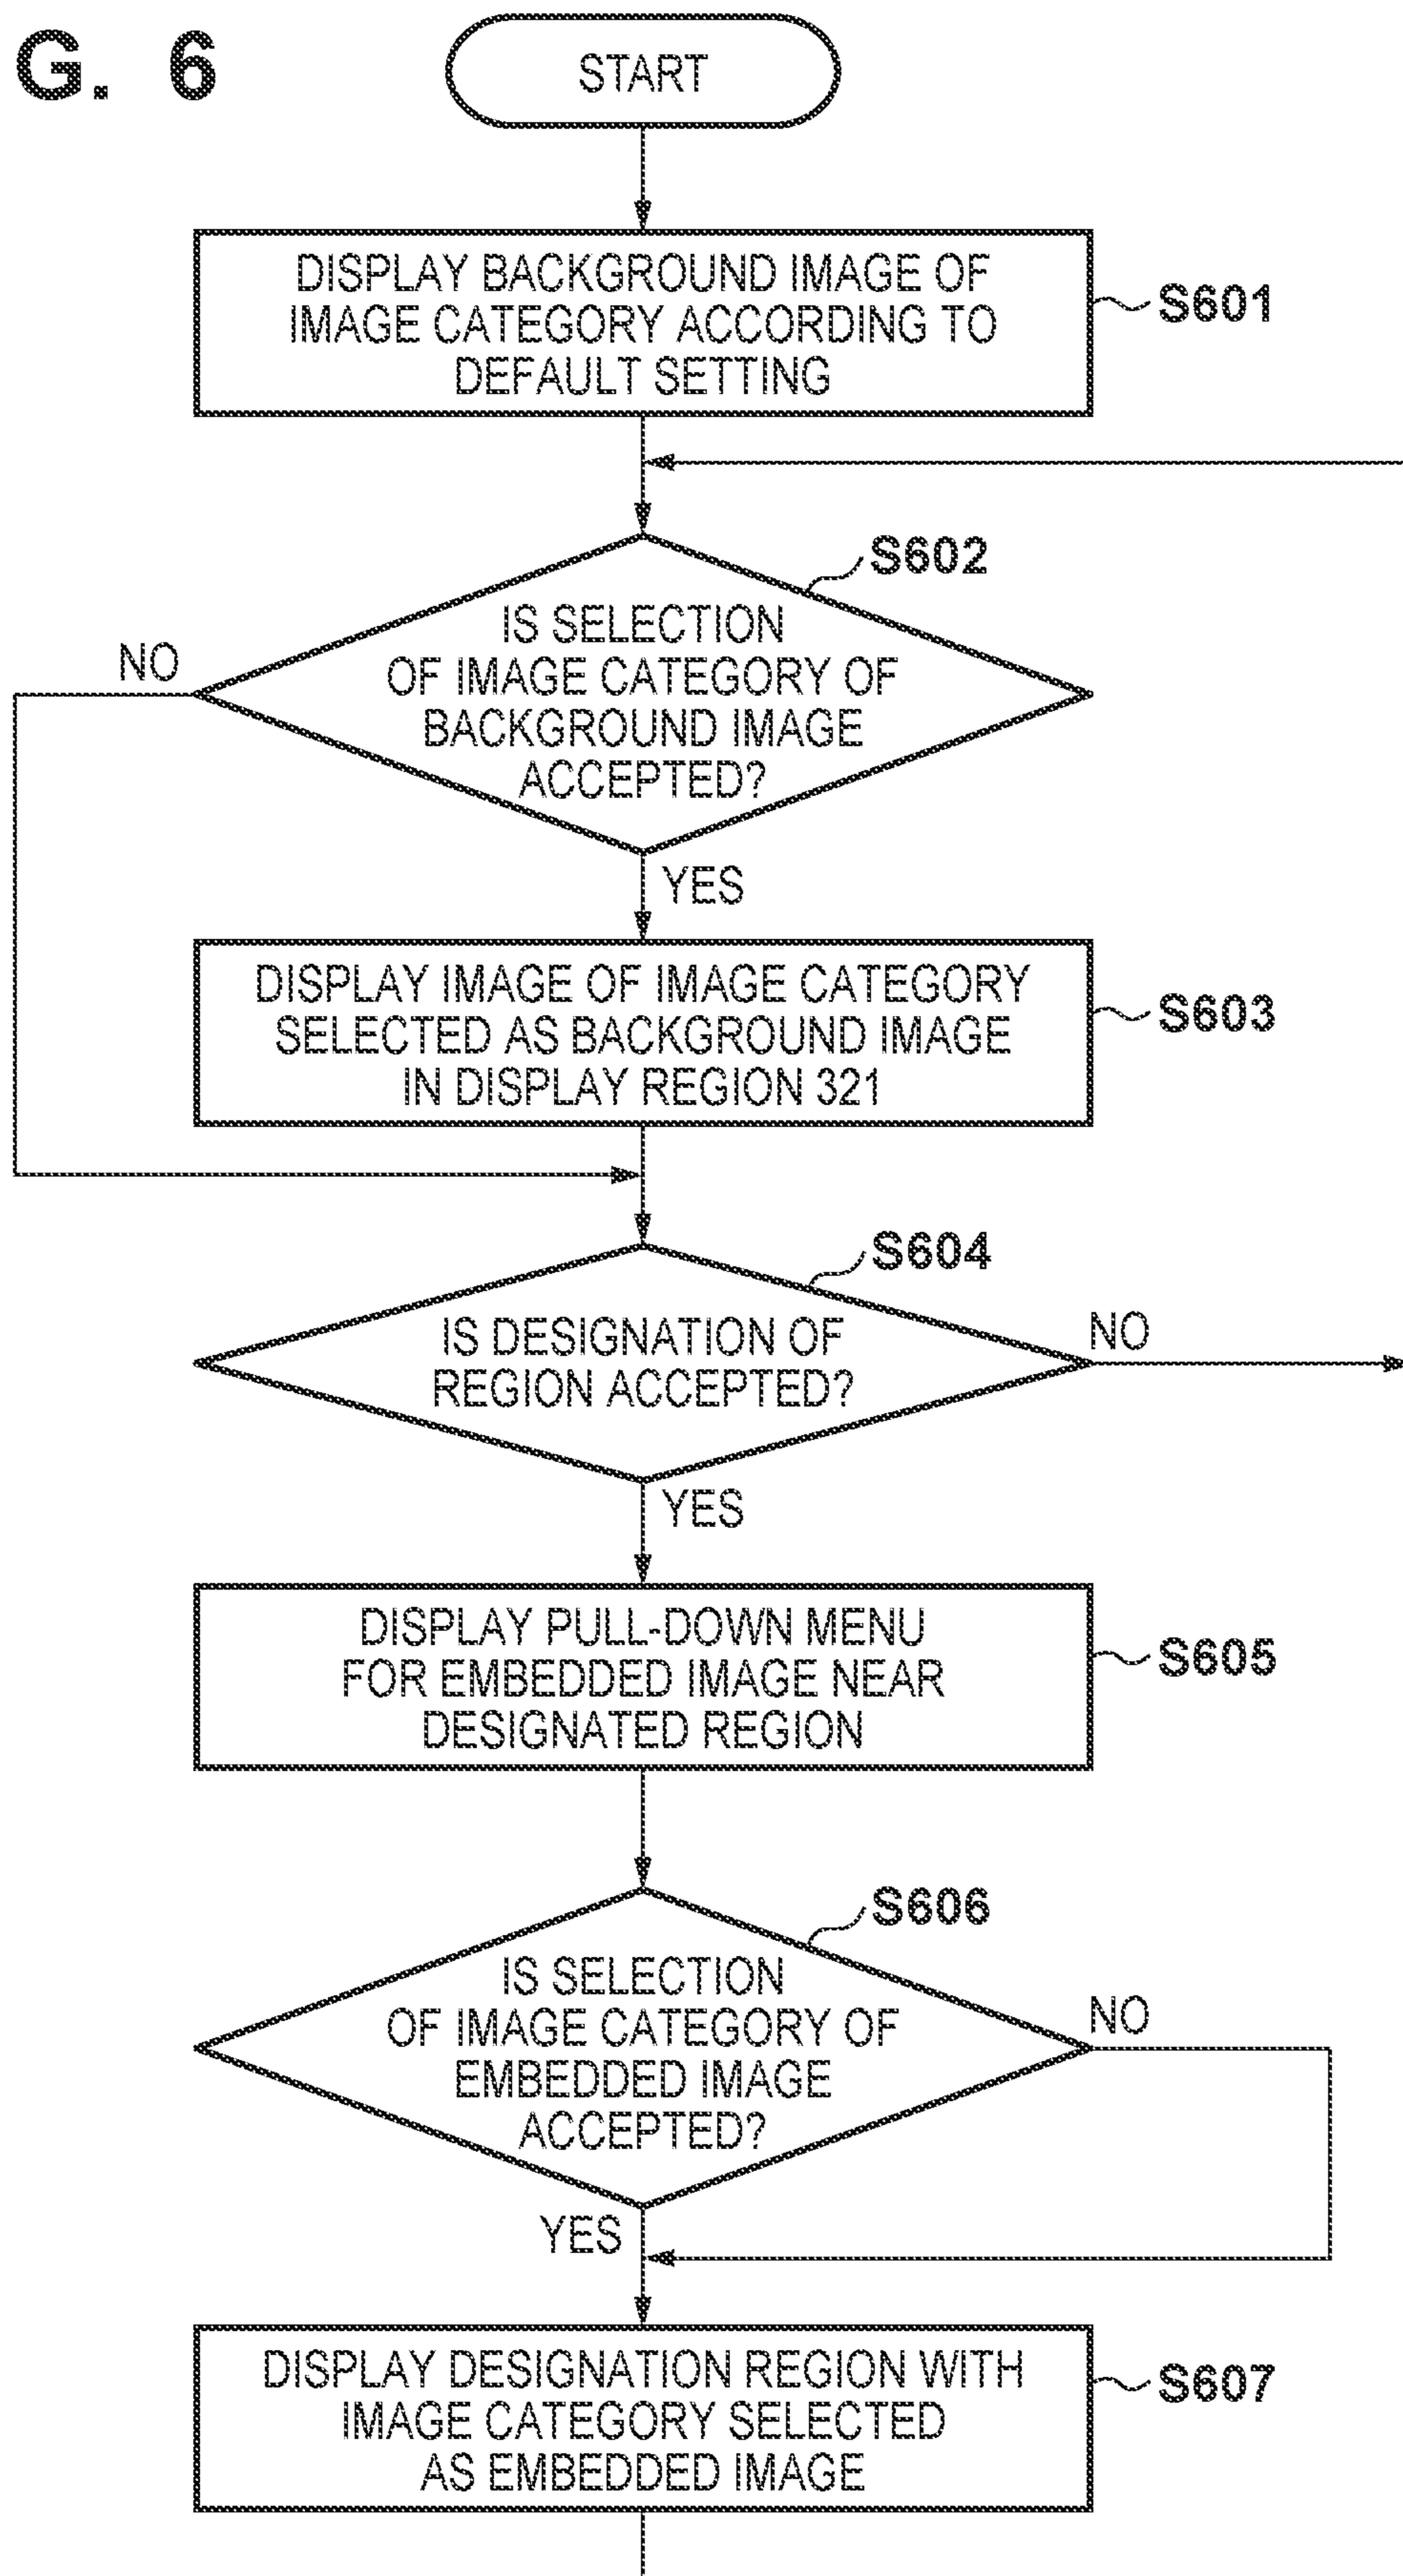 G. 6
START
DISPLAY BACKGROUND IMAGE OF
IMAGE CATEGORY ACCORDING TO
DEFAULT SETTING
S601
S602
IS SELECTION
OF IMAGE CATEGORY OF
BACKGROUND IMAGE
ACCEPTED?
NO
YES
DISPLAY IMAGE OF IMAGE CATEGORY
SELECTED AS BACKGROUND IMAGE
IN DISPLAY REGION 321
S603
S604
IS DESIGNATION OF
REGION ACCEPTED?
NO
YES
DISPLAY PULL-DOWN MENU
FOR EMBEDDED IMAGE NEAR
DESIGNATED REGION
S605
S606
IS SELECTION
OF IMAGE CATEGORY OF
EMBEDDED IMAGE
ACCEPTED?
NO
YES
DISPLAY DESIGNATION REGION WITH
IMAGE CATEGORY SELECTED
AS EMBEDDED IMAGE
S607